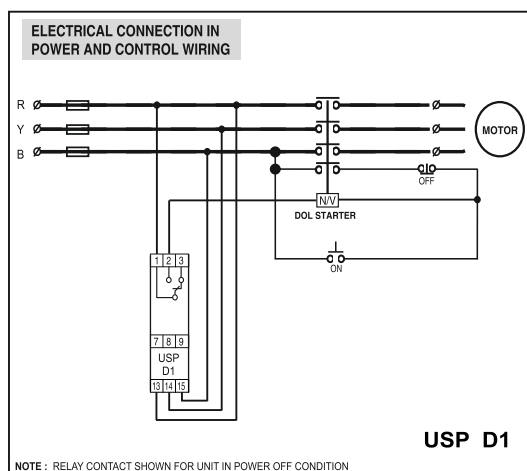 ELECTRICAL CONNECTION IN
POWER AND CONTROL WIRING
R
Y
B
MOTOR
OFF
N/V
DOL STARTER
ON
1 2 3
7 8 9
USP
D1
13 14 15
USP D1
NOTE : RELAY CONTACT SHOWN FOR UNIT IN POWER OFF CONDITION